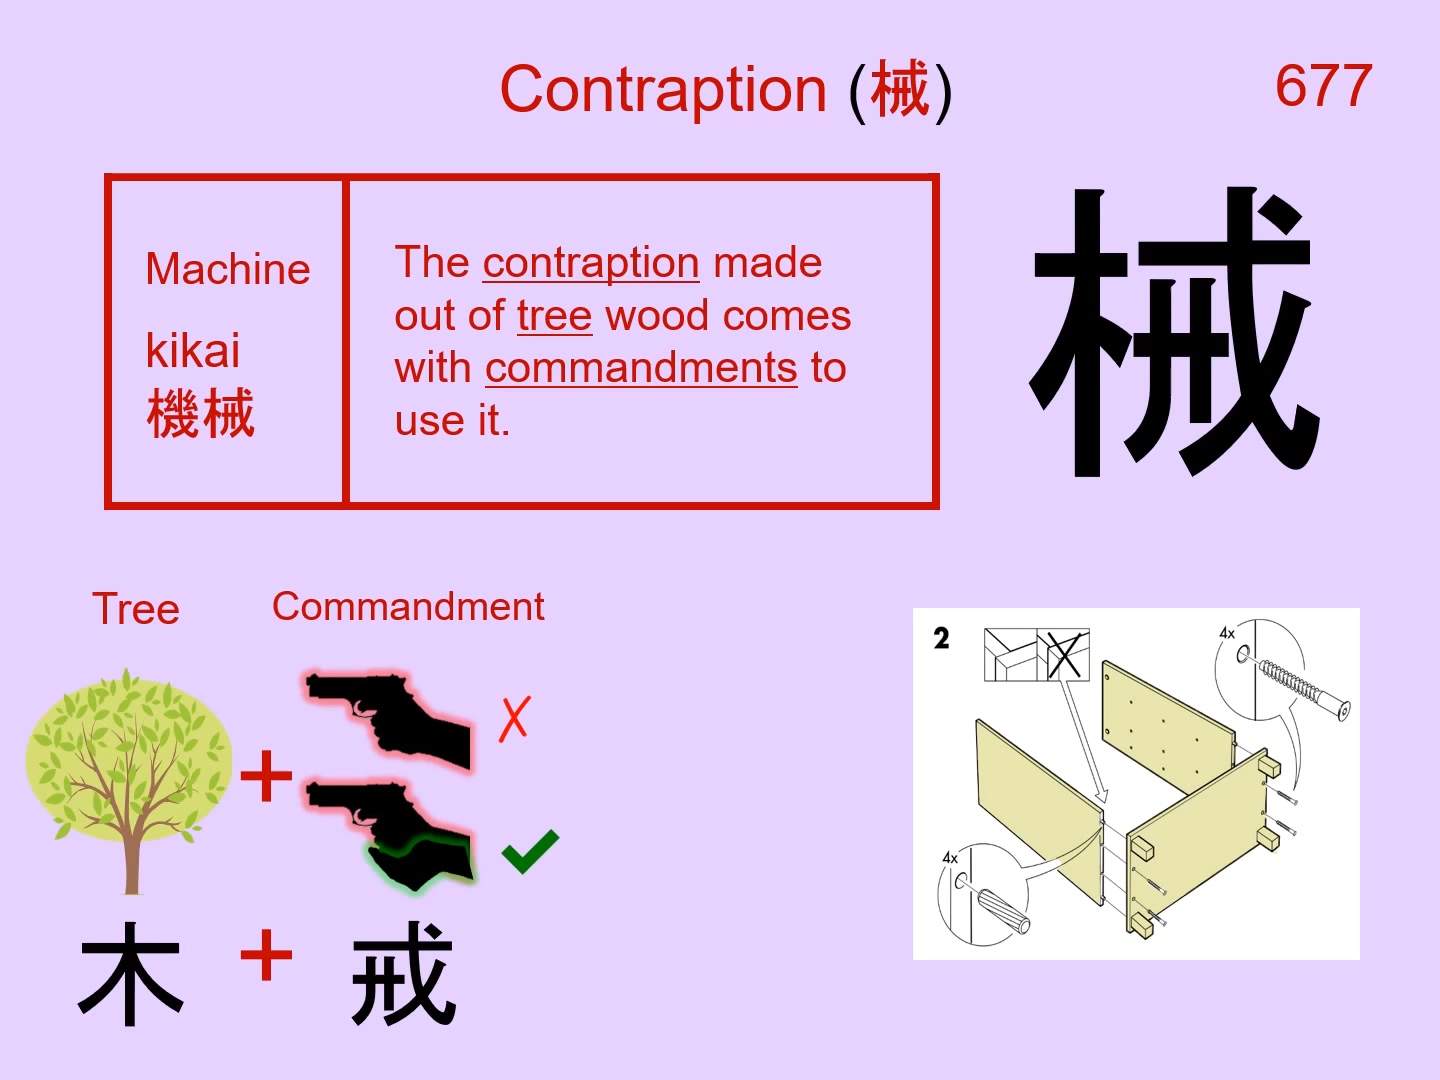 Contraption (械)
677
Machine
kikai
機械
The contraption made
out of tree wood comes
with commandments to
use it.
械
Tree
Commandment
+
✗
✓
木 + 戒
2
4x
4x